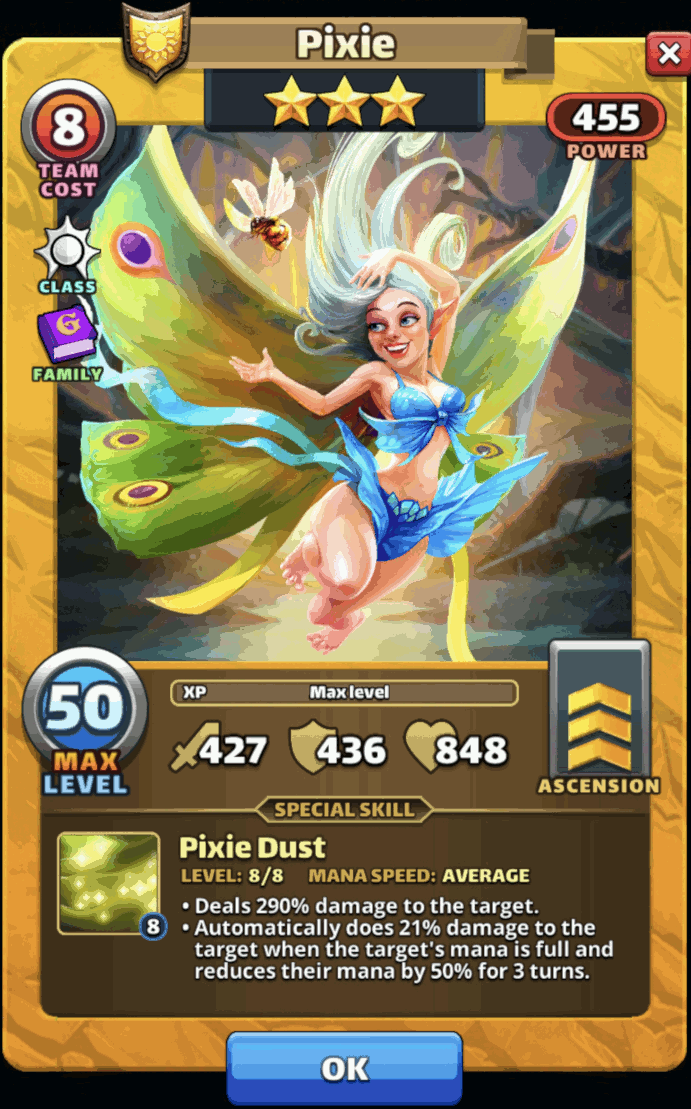 Pixie
8
TEAM
COST
455
POWER
CLASS
G
FAMILY
50
MAX
LEVEL
XP Max level
427 436 848
ASCENSION
SPECIAL SKILL
Pixie Dust
LEVEL: 8/8 MANA SPEED: AVERAGE
8
• Deals 290% damage to the target.
• Automatically does 21% damage to the
target when the target's mana is full and
reduces their mana by 50% for 3 turns.
OK